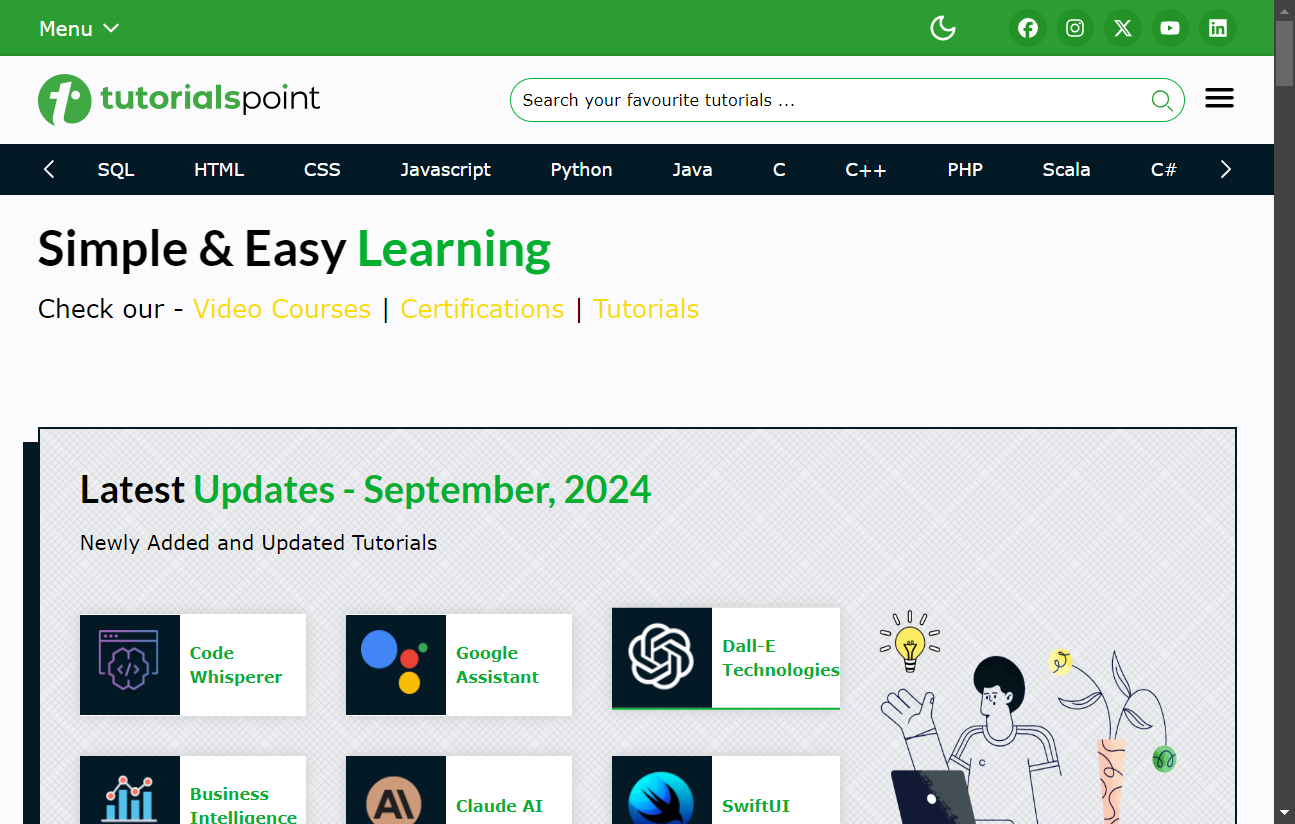 Menu
tutorialspoint
Search your favourite tutorials ...
SQL HTML CSS Javascript Python Java C C++ PHP Scala C#
Simple & Easy Learning
Check our - Video Courses | Certifications | Tutorials
Latest Updates - September, 2024
Newly Added and Updated Tutorials
Code
Whisperer
Google
Assistant
Dall-E
Technologies
Business
Intelligence
Claude AI
SwiftUI